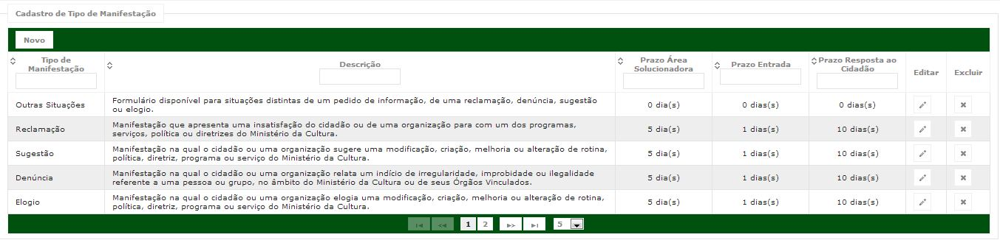 Cadastro de Tipo de Manifestação
Novo
Tipo de
Manifestação
Descrição
Prazo Área
Solucionadora
Prazo Entrada
Prazo Resposta ao
Cidadão
Editar
Excluir
Outras Situações
Formulário disponível para situações distintas de um pedido de informação, de uma reclamação, denúncia, sugestão
ou elogio.
0 dia(s)
0 dias(s)
0 dias(s)
Reclamação
Manifestação que apresenta uma insatisfação do cidadão ou de uma organização para com um dos programas,
serviços, política ou diretrizes do Ministério da Cultura.
5 dia(s)
1 dias(s)
10 dias(s)
Sugestão
Manifestação na qual o cidadão ou uma organização sugere uma modificação, criação, melhoria ou alteração de rotina,
política, diretriz, programa ou serviço do Ministério da Cultura.
5 dia(s)
1 dias(s)
10 dias(s)
Denúncia
Manifestação na qual o cidadão ou uma organização relata um indício de irregularidade, improbidade ou ilegalidade
referente a uma pessoa ou grupo, no âmbito do Ministério da Cultura ou de seus Órgãos Vinculados.
5 dia(s)
1 dias(s)
10 dias(s)
Elogio
Manifestação na qual o cidadão ou uma organização elogia uma modificação, criação, melhoria ou alteração de rotina,
política, diretriz, programa ou serviço do Ministério da Cultura.
5 dia(s)
1 dias(s)
10 dias(s)
1 2 5